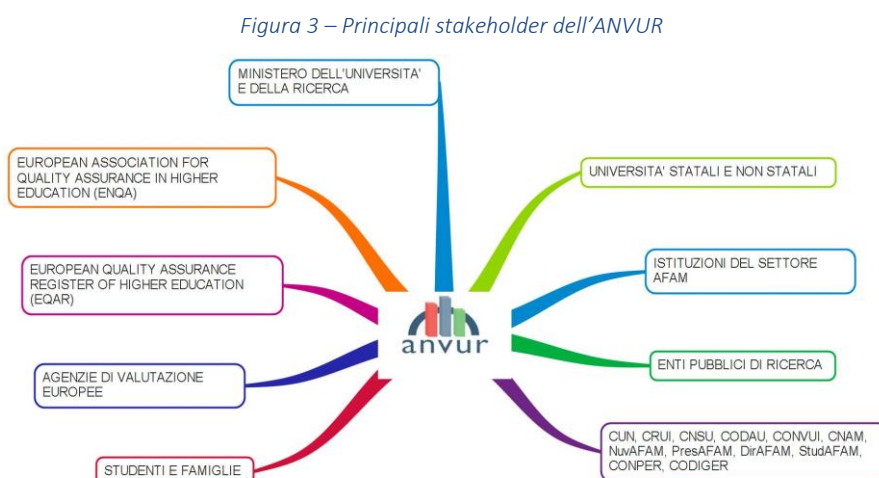 Figura 3 – Principali stakeholder dell’ANVUR
MINISTERO DELL'UNIVERSITA'
E DELLA RICERCA
EUROPEAN ASSOCIATION FOR
QUALITY ASSURANCE IN HIGHER
EDUCATION (ENQA)
UNIVERSITA' STATALI E NON STATALI
EUROPEAN QUALITY ASSURANCE
REGISTER OF HIGHER EDUCATION
(EQAR)
ISTITUZIONI DEL SETTORE
AFAM
anvur
AGENZIE DI VALUTAZIONE
EUROPEE
ENTI PUBBLICI DI RICERCA
STUDENTI E FAMIGLIE
CUN, CRUI, CNSU, CODAU, CONVUI, CNAM,
NuvAFAM, PresAFAM, DirAFAM, StudAFAM,
CONPER, CODIGER